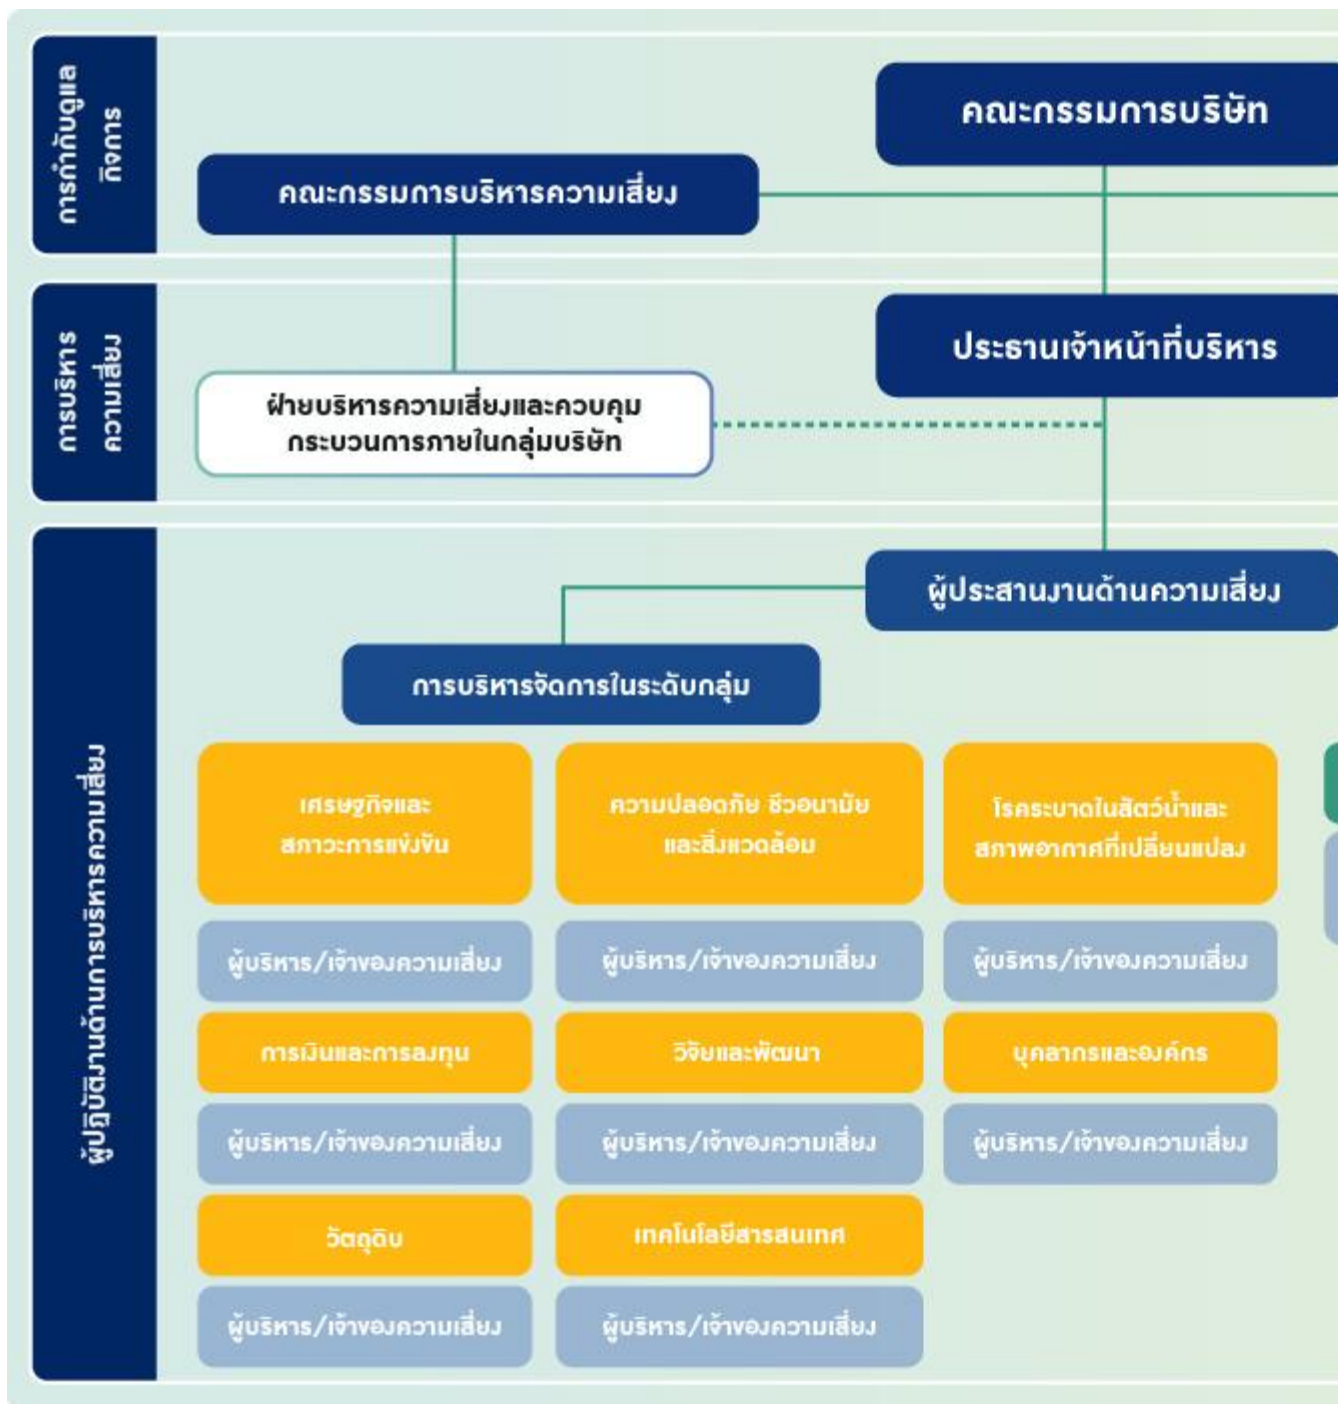 การกำกับดูแล
กิจการ
คณะกรรมการบริษัท
คณะกรรมการบริหารความเสี่ยง
การบริหาร
ความเสี่ยง
ประธานเจ้าหน้าที่บริหาร
ฝ่ายบริหารความเสี่ยงและควบคุม
กระบวนการภายในกลุ่มบริษัท
ผู้ปฏิบัติงานด้านการบริหารความเสี่ยง
ผู้ประสานงานด้านความเสี่ยง
การบริหารจัดการในระดับกลุ่ม
เศรษฐกิจและ
สภาวะการแข่งขัน
ความปลอดภัย ชีวอนามัย
และสิ่งแวดล้อม
โรคระบาดในสัตว์น้ำและ
สภาพอากาศที่เปลี่ยนแปลง
ผู้บริหาร/เจ้าของความเสี่ยง
ผู้บริหาร/เจ้าของความเสี่ยง
ผู้บริหาร/เจ้าของความเสี่ยง
การเงินและการลงทุน
วิจัยและพัฒนา
บุคลากรและองค์กร
ผู้บริหาร/เจ้าของความเสี่ยง
ผู้บริหาร/เจ้าของความเสี่ยง
ผู้บริหาร/เจ้าของความเสี่ยง
วัตถุดิบ
เทคโนโลยีสารสนเทศ
ผู้บริหาร/เจ้าของความเสี่ยง
ผู้บริหาร/เจ้าของความเสี่ยง